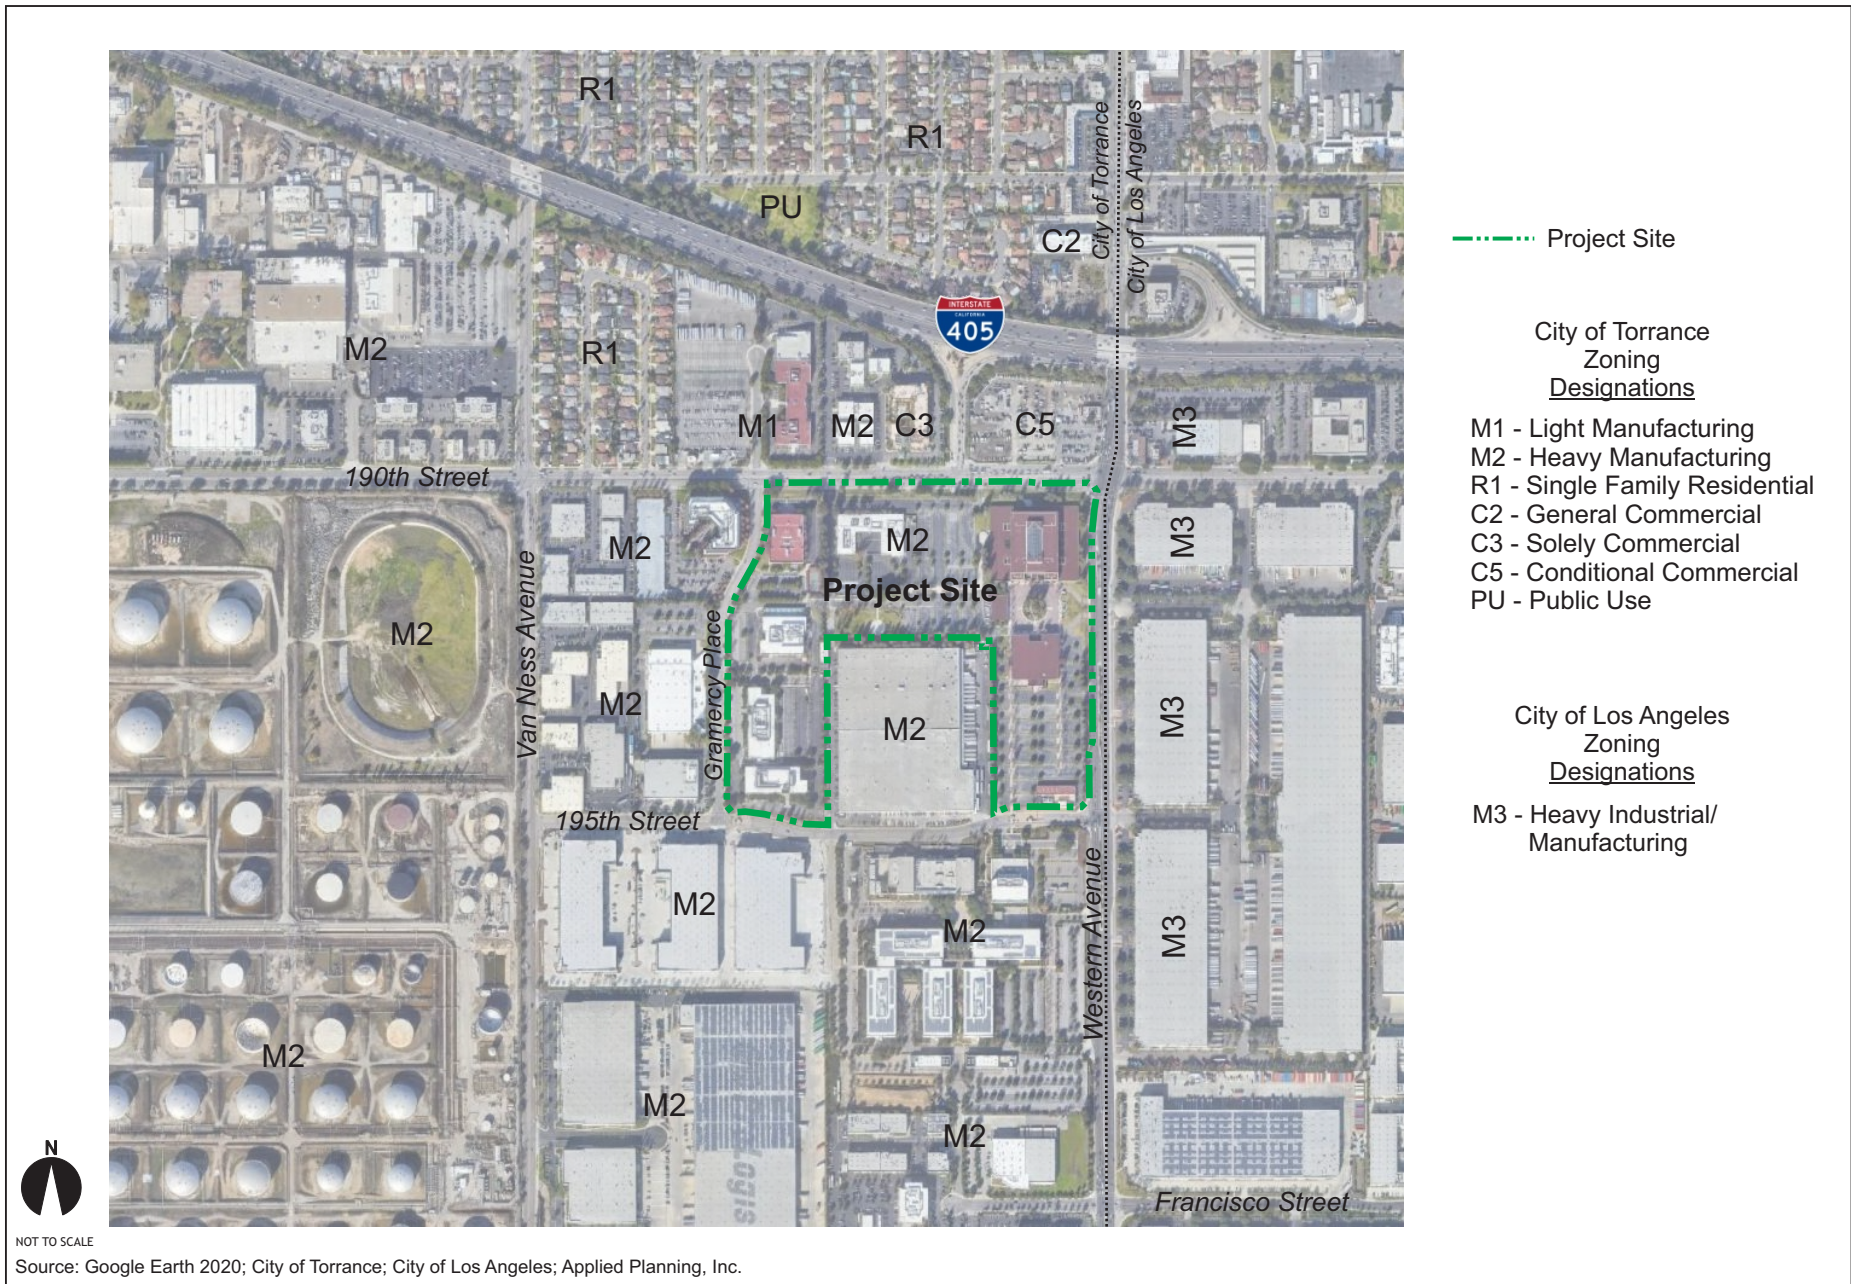 R1
R1
City of Torrance
City of Los Angeles
PU
C2
Project Site
INTERSTATE
CALIFORNIA
405
City of Torrance
Zoning
Designations
M2
R1
M1
M2
C3
C5
M3
M1 - Light Manufacturing
M2 - Heavy Manufacturing
R1 - Single Family Residential
C2 - General Commercial
C3 - Solely Commercial
C5 - Conditional Commercial
PU - Public Use
190th Street
M2
M2
M3
Project Site
M2
Van Ness Avenue
Gramercy Place
M2
M2
M3
City of Los Angeles
Zoning
Designations
M3 - Heavy Industrial/
Manufacturing
195th Street
M2
M2
Western Avenue
M3
M2
M2
M2
Francisco Street
N
NOT TO SCALE
Source: Google Earth 2020; City of Torrance; City of Los Angeles; Applied Planning, Inc.